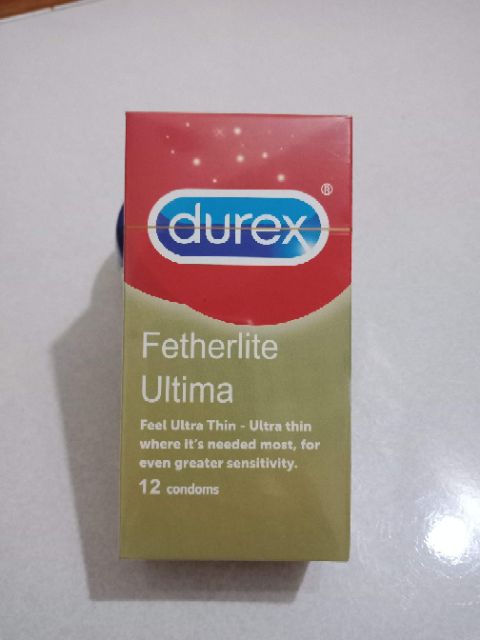 durex®
Fetherlite
Ultima
Feel Ultra Thin - Ultra thin
where it's needed most, for
even greater sensitivity.
12 condoms